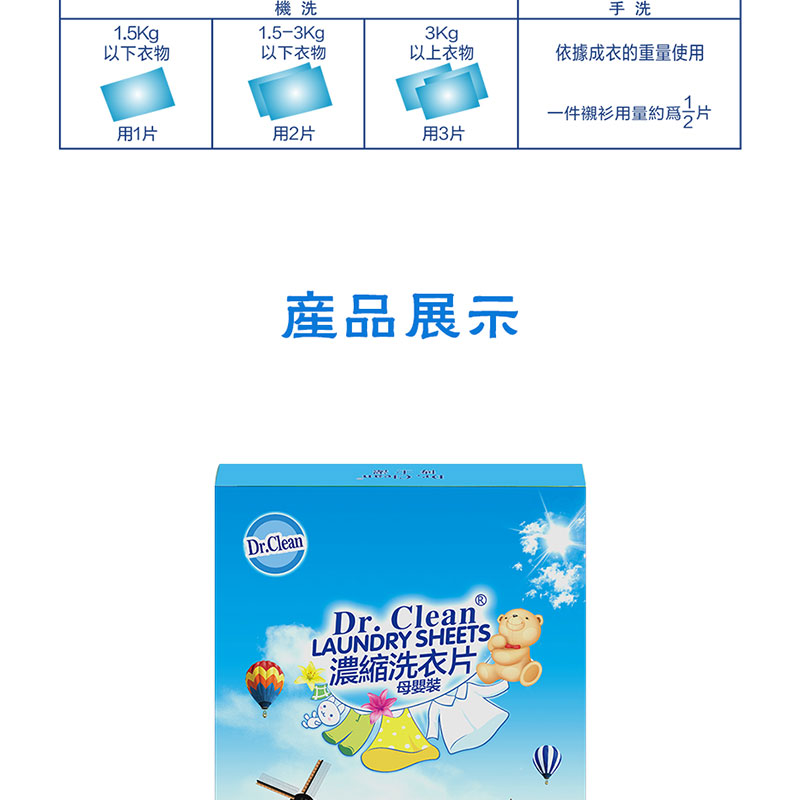 機洗
手洗
1.5Kg
以下衣物
用1片
1.5-3Kg
以下衣物
用2片
3Kg
以上衣物
用3片
依據成衣的重量使用
一件襯衫用量約爲1/2片
産品展示
Dr.Clean
Dr. Clean®
LAUNDRY SHEETS
濃縮洗衣片
母嬰裝